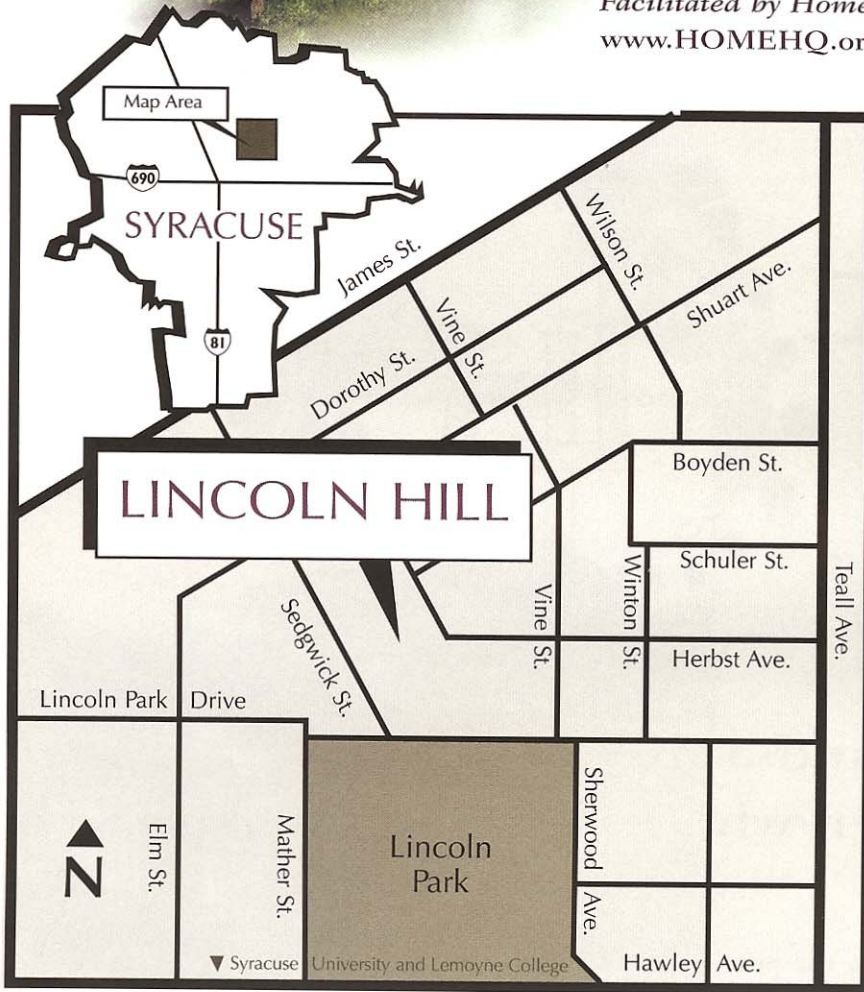 Facilitated by Home
www.HOMEHQ.or
Map Area
690
SYRACUSE
81
James St.
Wilson St.
Shuart Ave.
Vine St.
Dorothy St.
LINCOLN HILL
Boyden St.
Schuler St.
Teall Ave.
Vine St.
Winton St.
Herbst Ave.
Sedgwick St.
Lincoln Park Drive
Elm St.
Mather St.
Lincoln
Park
Sherwood Ave.
N
▼ Syracuse University and Lemoyne College
Hawley Ave.